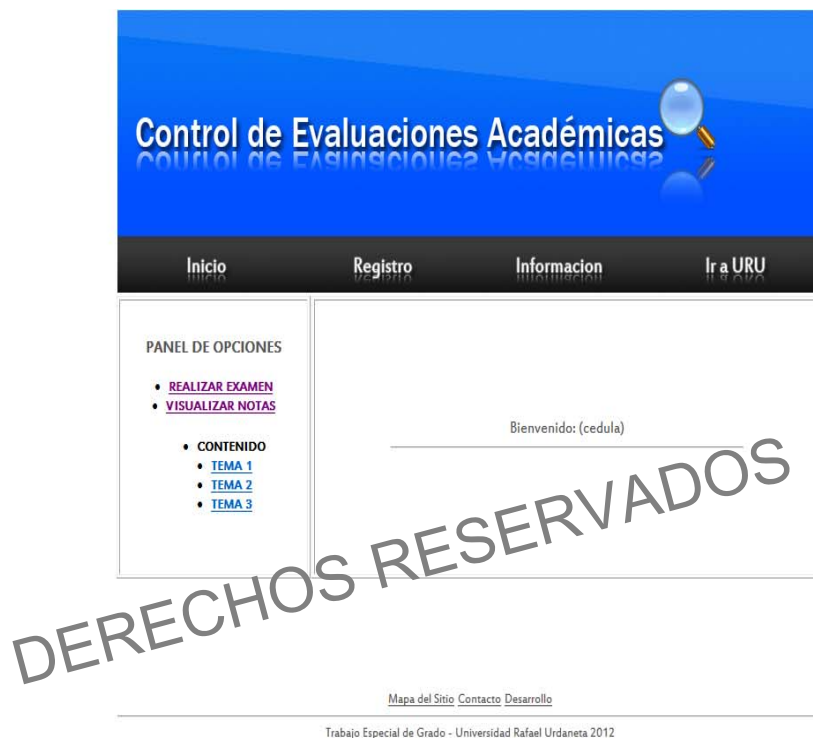 Control de Evaluaciones Académicas
Inicio Registro Informacion Ir a URU
PANEL DE OPCIONES
REALIZAR EXAMEN
VISUALIZAR NOTAS
CONTENIDO
TEMA 1
TEMA 2
TEMA 3
Bienvenido: (cedula)
DERECHOS RESERVADOS
Mapa del Sitio Contacto Desarrollo
Trabajo Especial de Grado - Universidad Rafael Urdaneta 2012